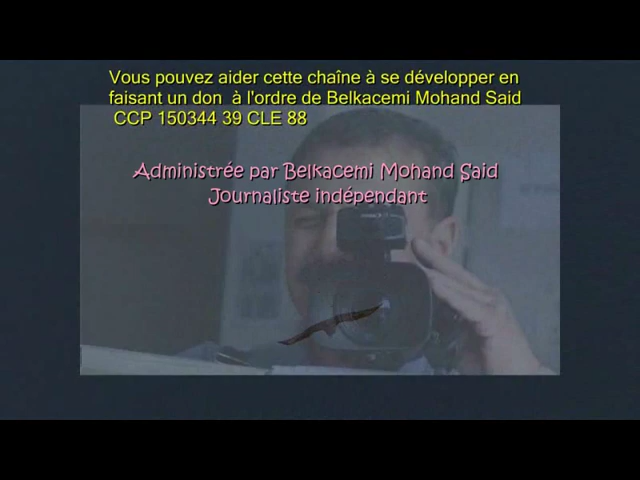 Vous pouvez aider cette chaîne à se développer en
faisant un don à l'ordre de Belkacemi Mohand Said
CCP 150344 39 CLE 88
Administrée par Belkacemi Mohand Said
Journaliste indépendant